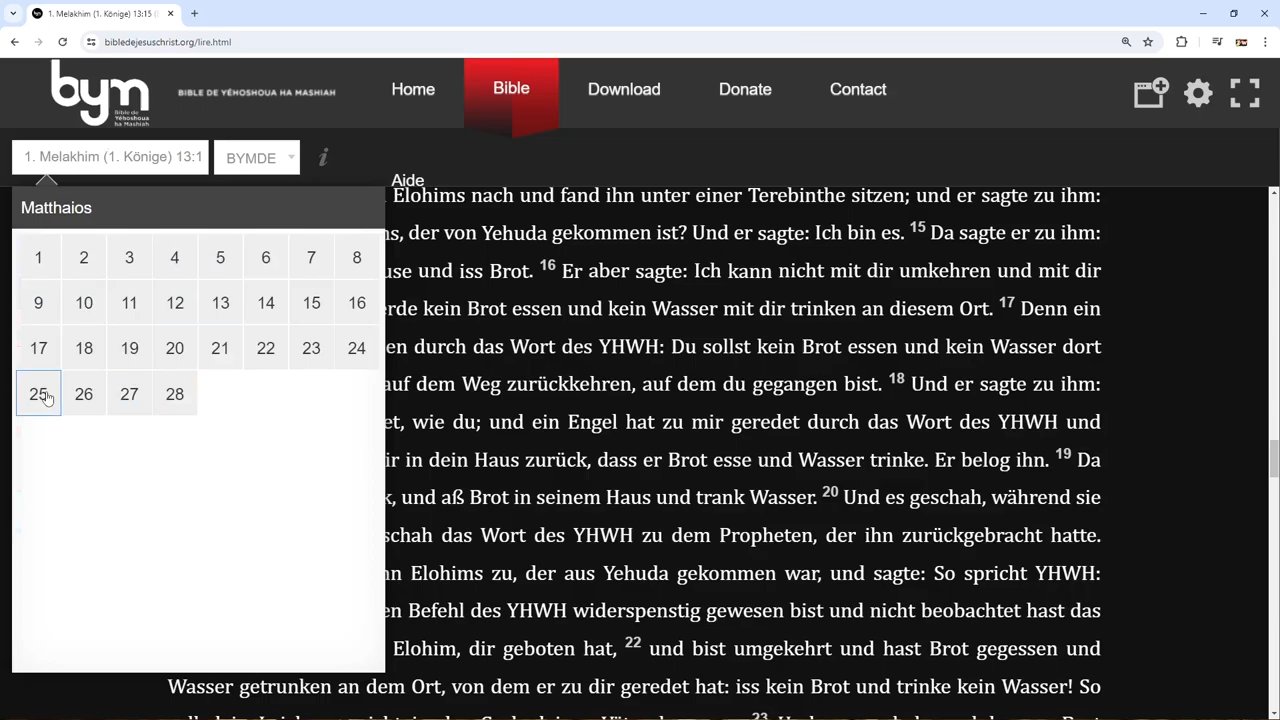 1. Melakhim (1. Könige) 13:15 (
bibledejesuschrist.org/lire.html
bym
Bible de
Yéhoshoua
ha Mashiah
BIBLE DE YÉHOSHOUA HA MASHIAH
Home
Bible
Download
Donate
Contact
1. Melakhim (1. Könige) 13:1
BYMDE
i
Aide
Matthaios
1 2 3 4 5 6 7 8
9 10 11 12 13 14 15 16
17 18 19 20 21 22 23 24
25 26 27 28
Elohims nach und fand ihn unter einer Terebinthe sitzen; und er sagte zu ihm:
ns, der von Yehuda gekommen ist? Und er sagte: Ich bin es. 15 Da sagte er zu ihm:
use und iss Brot. 16 Er aber sagte: Ich kann nicht mit dir umkehren und mit dir
rde kein Brot essen und kein Wasser mit dir trinken an diesem Ort. 17 Denn ein
en durch das Wort des YHWH: Du sollst kein Brot essen und kein Wasser dort
auf dem Weg zurückkehren, auf dem du gegangen bist. 18 Und er sagte zu ihm:
et, wie du; und ein Engel hat zu mir geredet durch das Wort des YHWH und
ir in dein Haus zurück, dass er Brot esse und Wasser trinke. Er belog ihn. 19 Da
k, und aß Brot in seinem Haus und trank Wasser. 20 Und es geschah, während sie
schah das Wort des YHWH zu dem Propheten, der ihn zurückgebracht hatte.
nn Elohims zu, der aus Yehuda gekommen war, und sagte: So spricht YHWH:
en Befehl des YHWH widerspenstig gewesen bist und nicht beobachtet hast das
Elohim, dir geboten hat, 22 und bist umgekehrt und hast Brot gegessen und
Wasser getrunken an dem Ort, von dem er zu dir geredet hat: iss kein Brot und trinke kein Wasser! So
23